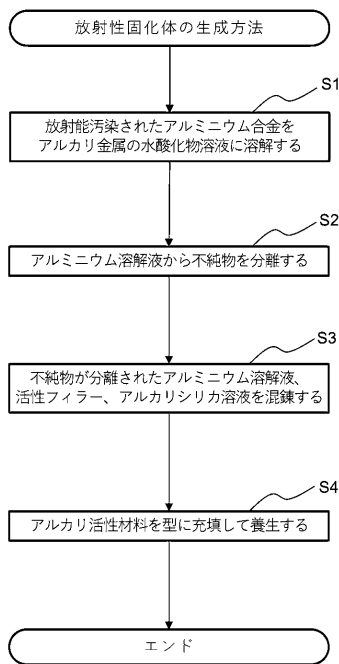 放射性固化体の生成方法
S1
放射能汚染されたアルミニウム合金を
アルカリ金属の水酸化物溶液に溶解する
S2
アルミニウム溶解液から不純物を分離する
S3
不純物が分離されたアルミニウム溶解液、
活性フィラー、アルカリシリカ溶液を混錬する
S4
アルカリ活性材料を型に充填して養生する
エンド